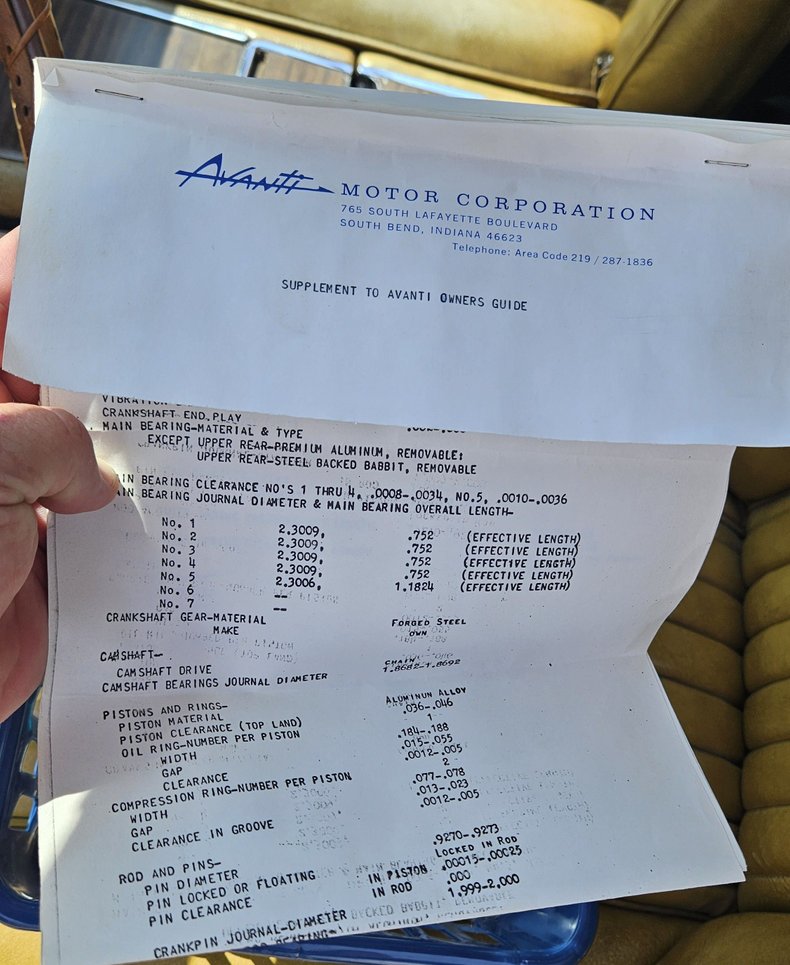 Avanti MOTOR CORPORATION
765 SOUTH LAFAYETTE BOULEVARD
SOUTH BEND, INDIANA 46623
Telephone: Area Code 219 / 287-1836
SUPPLEMENT TO AVANTI OWNERS GUIDE
CRANKSHAFT END PLAY
MAIN BEARING-MATERIAL & TYPE
EXCEPT UPPER REAR-PREMIUM ALUMINUM, REMOVABLE:
UPPER REAR-STEEL BACKED BABBIT, REMOVABLE
BEARING CLEARANCE NO'S 1 THRU 4, .0008-.0034, NO.5, .0010-.0036
BEARING JOURNAL DIAMETER & MAIN BEARING OVERALL LENGTH-
No. 1 2.3009, .752 (EFFECTIVE LENGTH)
No. 2 2.3009, .752 (EFFECTIVE LENGTH)
No. 3 2.3009, .752 (EFFECTIVE LENGTH)
No. 4 2.3009, .752 (EFFECTIVE LENGTH)
No. 5 2.3006, 1.1824 (EFFECTIVE LENGTH)
No. 6 --
No. 7 --
CRANKSHAFT GEAR-MATERIAL FORGED STEEL
MAKE OWN
CAMSHAFT-
CAMSHAFT DRIVE CHAIN
CAMSHAFT BEARINGS JOURNAL DIAMETER 1.8682-1.8692
PISTONS AND RINGS-
PISTON MATERIAL ALUMINUN ALLOY
PISTON CLEARANCE (TOP LAND) .036-.046
OIL RING-NUMBER PER PISTON 1
WIDTH .184-.188
GAP .015-.055
CLEARANCE .0012-.005
COMPRESSION RING-NUMBER PER PISTON 2
WIDTH .077-.078
GAP .013-.023
CLEARANCE IN GROOVE .0012-.005
ROD AND PINS-
PIN DIAMETER .9270-.9273
PIN LOCKED OR FLOATING LOCKED IN ROD
PIN CLEARANCE IN PISTON .00015-.00025
IN ROD .000
CRANKPIN JOURNAL-DIAMETER 1.999-2.000